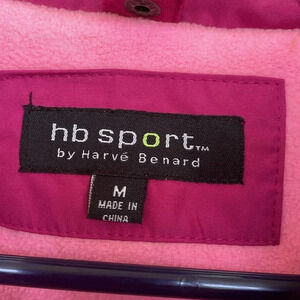 hb sport™
by Harvé Benard
M
MADE IN
CHINA